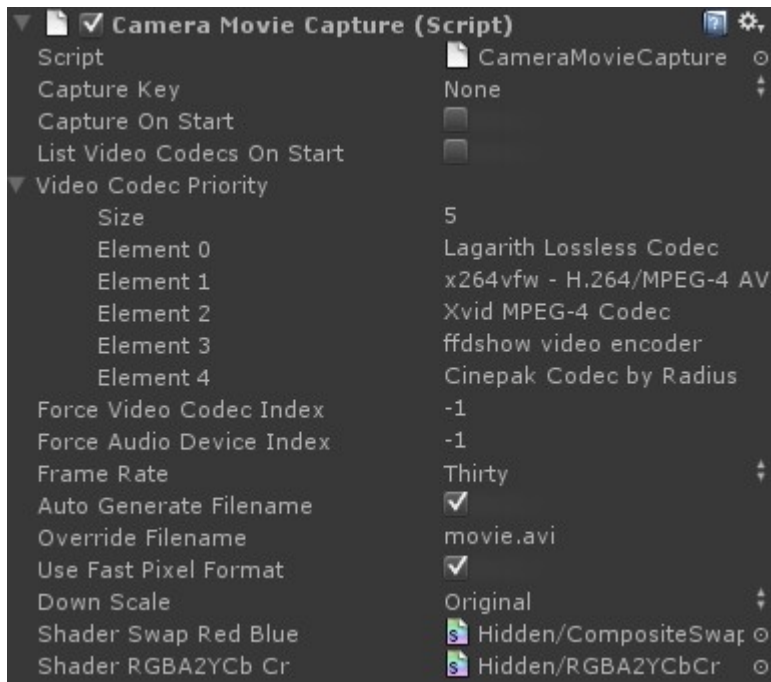 Camera Movie Capture (Script)
Script CameraMovieCapture
Capture Key None
Capture On Start
List Video Codecs On Start
Video Codec Priority
Size 5
Element 0 Lagarith Lossless Codec
Element 1 x264vfw - H.264/MPEG-4 AV
Element 2 Xvid MPEG-4 Codec
Element 3 ffdshow video encoder
Element 4 Cinepak Codec by Radius
Force Video Codec Index -1
Force Audio Device Index -1
Frame Rate Thirty
Auto Generate Filename
Override Filename movie.avi
Use Fast Pixel Format
Down Scale Original
Shader Swap Red Blue Hidden/CompositeSwap
Shader RGBA2YCb Cr Hidden/RGBA2YCbCr